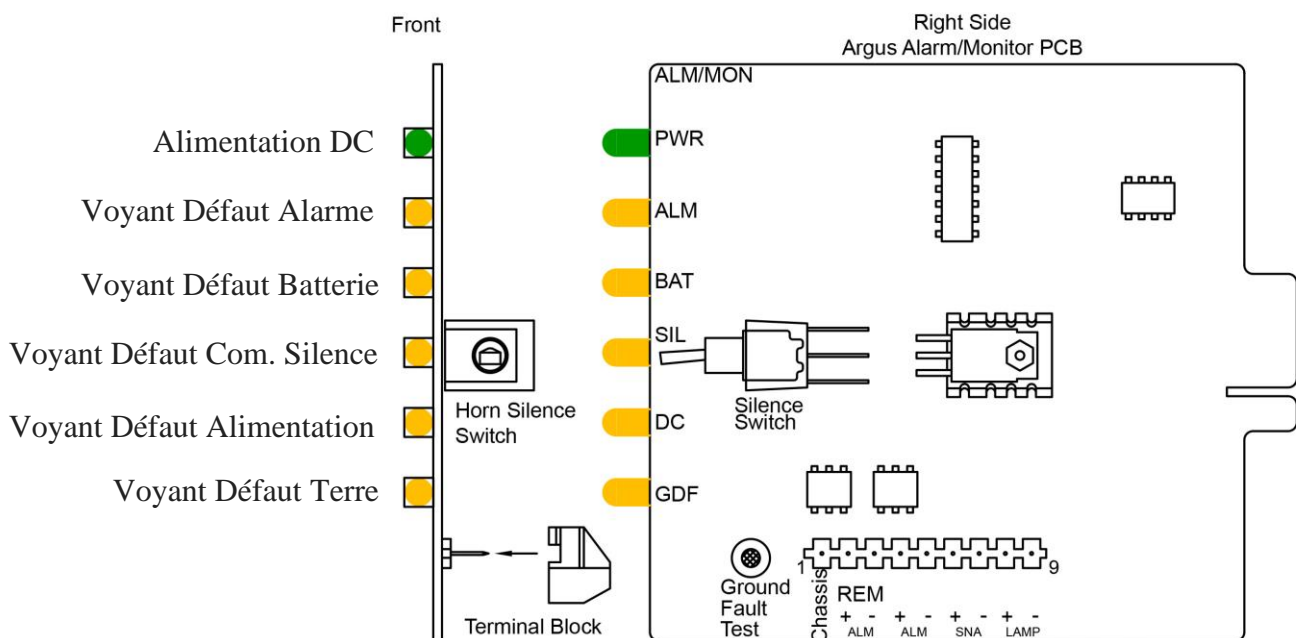 Front
Right Side
Argus Alarm/Monitor PCB
ALM/MON
Alimentation DC
PWR
Voyant Défaut Alarme
ALM
Voyant Défaut Batterie
BAT
Voyant Défaut Com. Silence
SIL
Horn Silence
Switch
Silence
Switch
Voyant Défaut Alimentation
DC
Voyant Défaut Terre
GDF
Terminal Block
Ground
Fault
Test
1
9
Chassis
REM
+ - + - + - + -
ALM ALM SNA LAMP